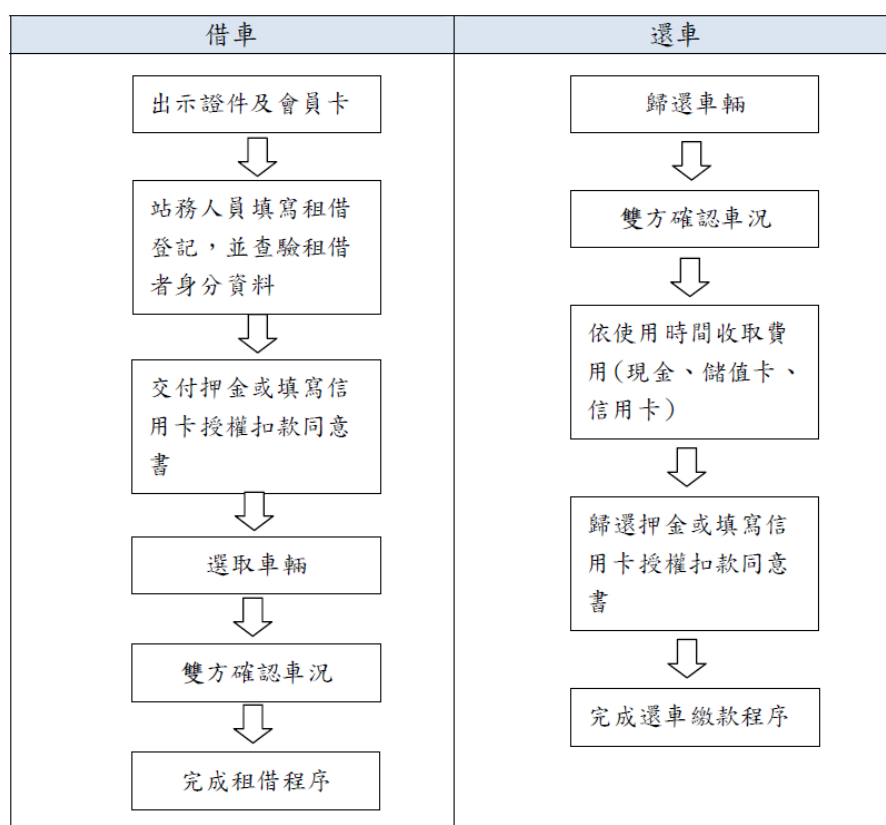 借車
出示證件及會員卡
站務人員填寫租借
登記，並查驗租借
者身分資料
交付押金或填寫信
用卡授權扣款同意
書
選取車輛
雙方確認車況
完成租借程序
還車
歸還車輛
雙方確認車況
依使用時間收取費
用(現金、儲值卡、
信用卡)
歸還押金或填寫信
用卡授權扣款同意
書
完成還車繳款程序